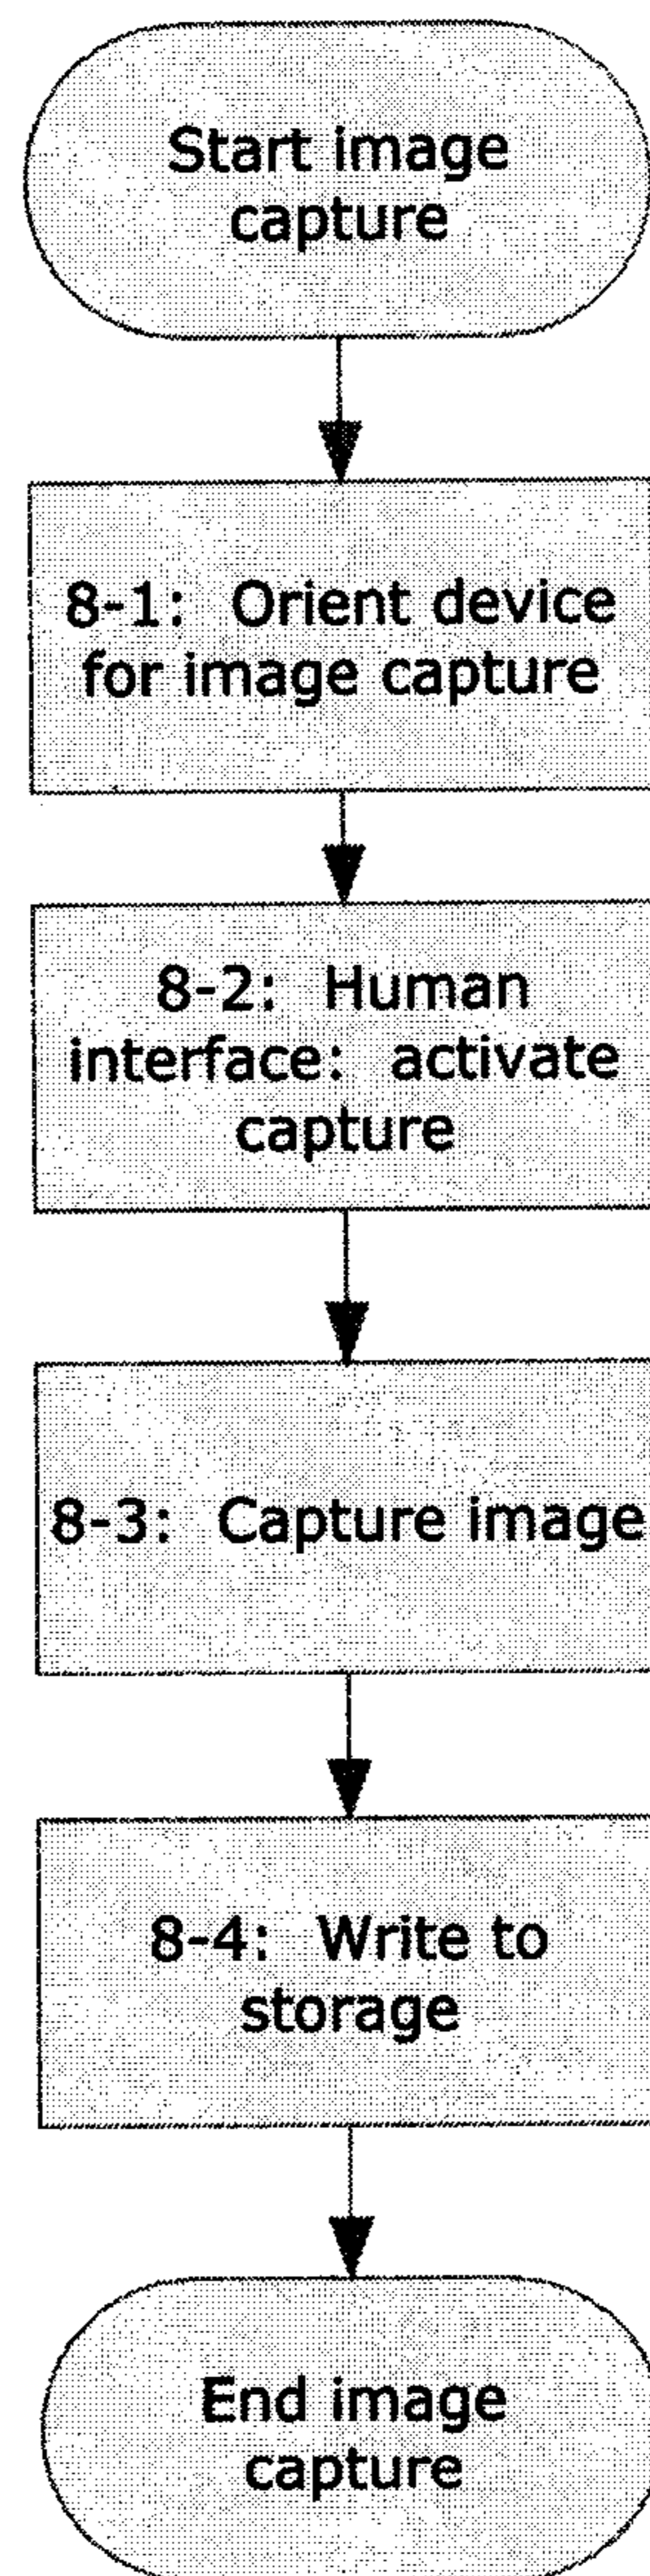 Start image
capture
8-1: Orient device
for image capture
8-2: Human
interface: activate
capture
8-3: Capture image
8-4: Write to
storage
End image
capture